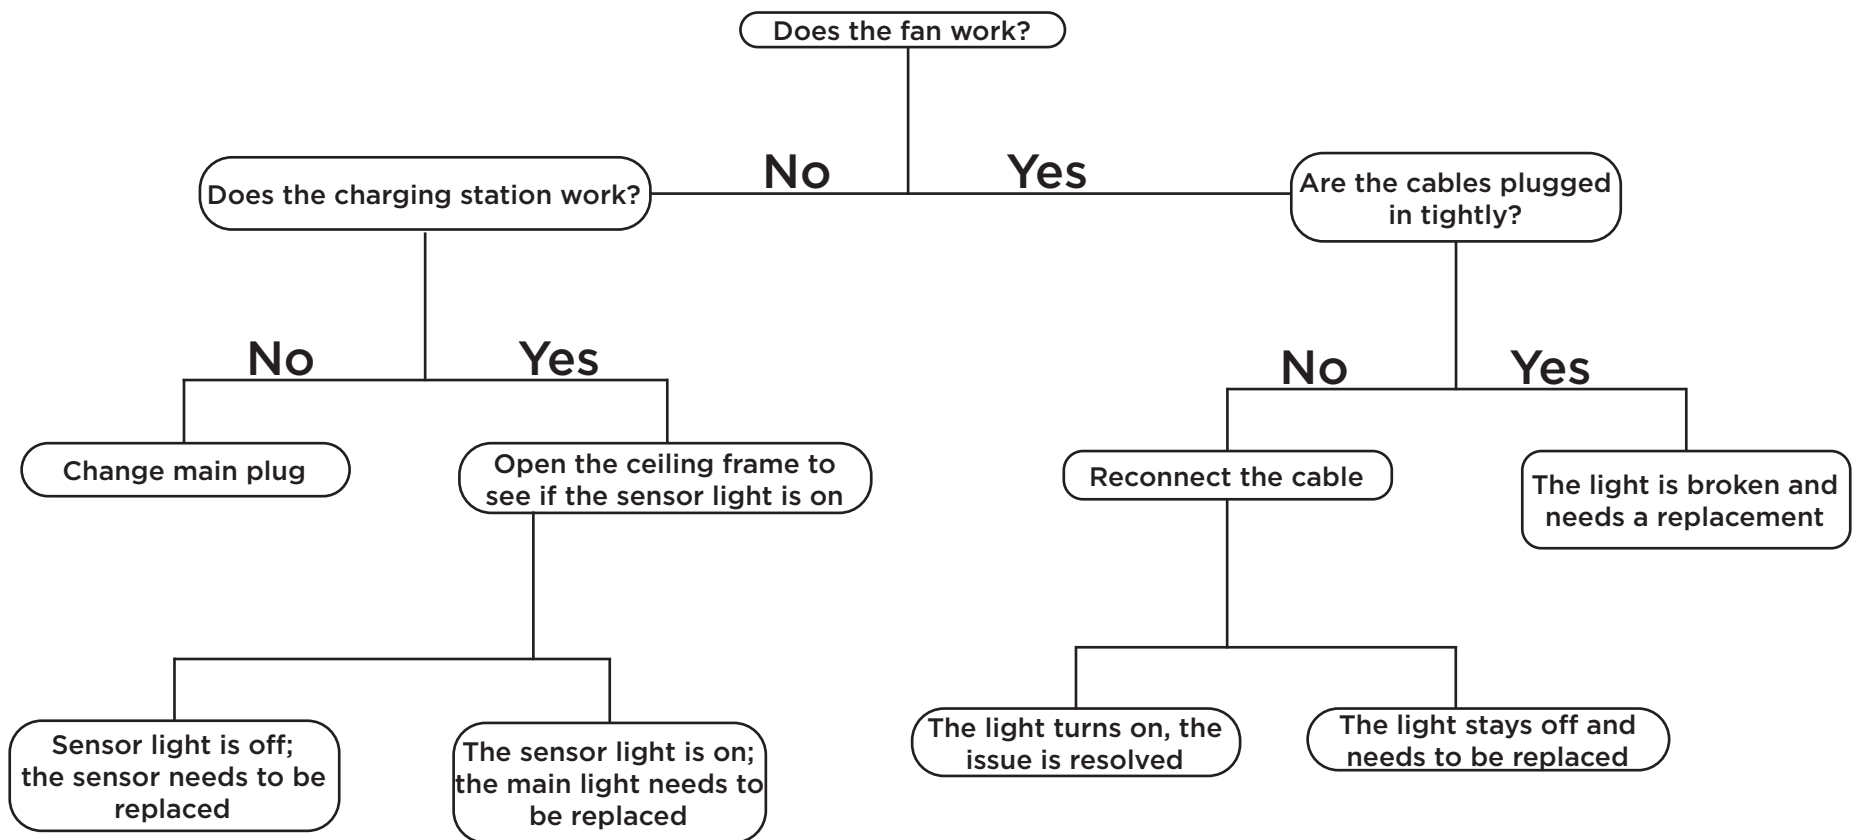 Does the fan work?
No
Yes
Does the charging station work?
Are the cables plugged
in tightly?
No
Yes
No
Yes
Change main plug
Open the ceiling frame to
see if the sensor light is on
Reconnect the cable
The light is broken and
needs a replacement
Sensor light is off;
the sensor needs to be
replaced
The sensor light is on;
the main light needs to
be replaced
The light turns on, the
issue is resolved
The light stays off and
needs to be replaced